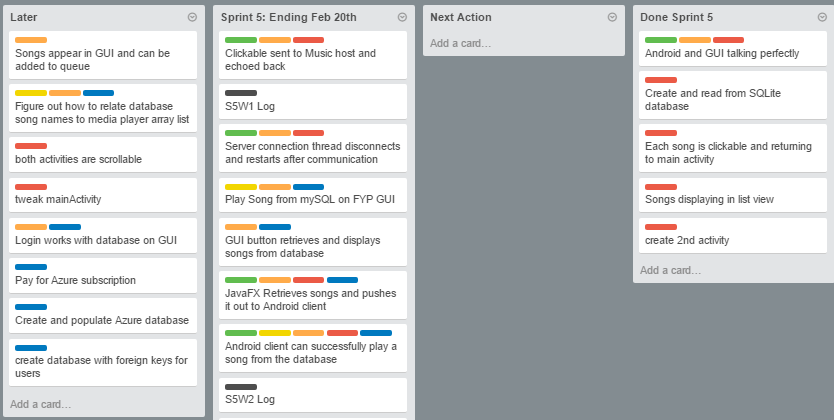 Later
Songs appear in GUI and can be
added to queue
Figure out how to relate database
song names to media player array list
both activities are scrollable
tweak mainActivity
Login works with database on GUI
Pay for Azure subscription
Create and populate Azure database
create database with foreign keys for
users
Add a card...
Sprint 5: Ending Feb 20th
Clickable sent to Music host and
echoed back
S5W1 Log
Server connection thread disconnects
and restarts after communication
Play Song from mySQL on FYP GUI
GUI button retrieves and displays
songs from database
JavaFX Retrieves songs and pushes
it out to Android client
Android client can successfully play a
song from the database
S5W2 Log
Next Action
Add a card...
Done Sprint 5
Android and GUI talking perfectly
Create and read from SQLite
database
Each song is clickable and returning
to main activity
Songs displaying in list view
create 2nd activity
Add a card...